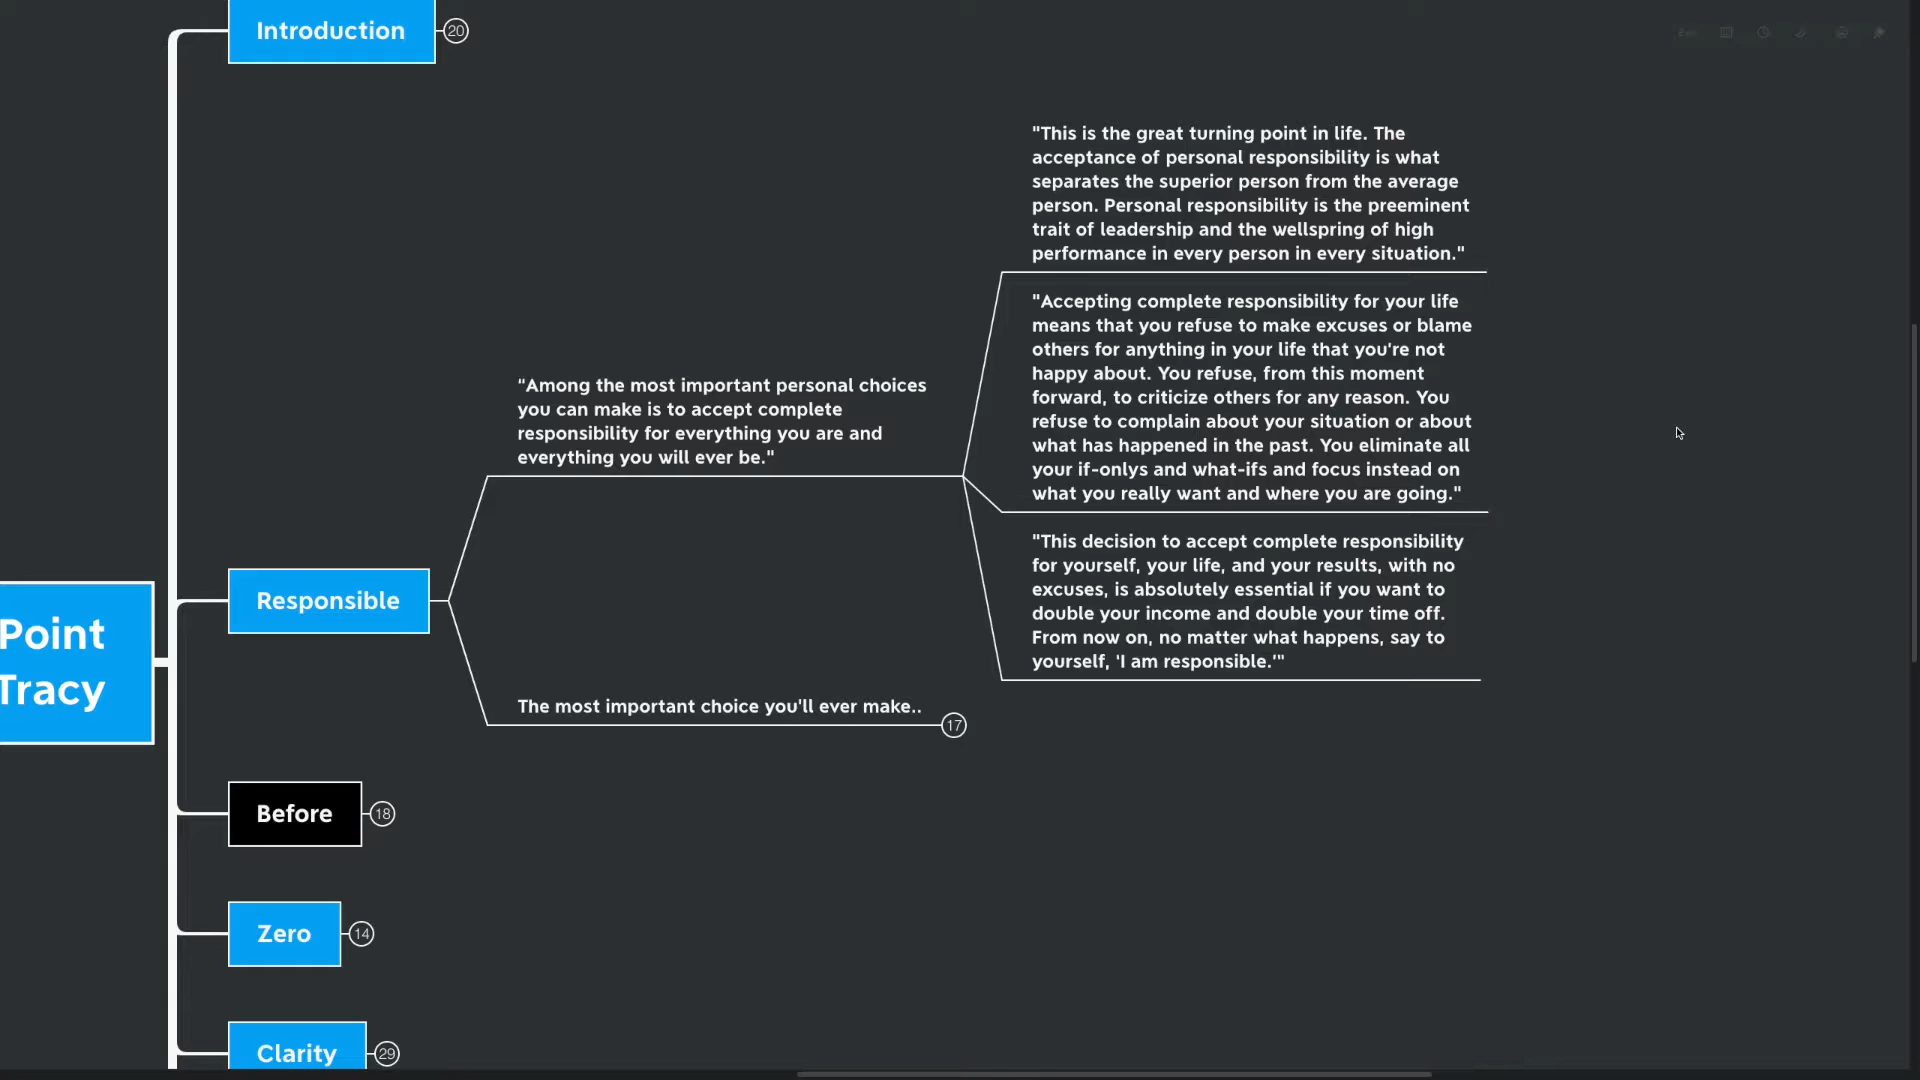 Introduction
20
"This is the great turning point in life. The
acceptance of personal responsibility is what
separates the superior person from the average
person. Personal responsibility is the preeminent
trait of leadership and the wellspring of high
performance in every person in every situation."
"Accepting complete responsibility for your life
means that you refuse to make excuses or blame
others for anything in your life that you're not
happy about. You refuse, from this moment
forward, to criticize others for any reason. You
refuse to complain about your situation or about
what has happened in the past. You eliminate all
your if-onlys and what-ifs and focus instead on
what you really want and where you are going."
“Among the most important personal choices
you can make is to accept complete
responsibility for everything you are and
everything you will ever be."
"This decision to accept complete responsibility
for yourself, your life, and your results, with no
excuses, is absolutely essential if you want to
double your income and double your time off.
From now on, no matter what happens, say to
yourself, 'I am responsible.'"
Responsible
Point
Tracy
The most important choice you'll ever make..
17
Before
18
Zero
14
Clarity
29